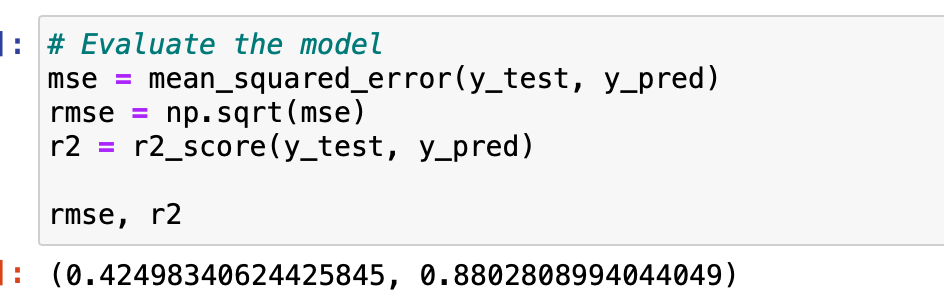 ]: # Evaluate the model
mse = mean_squared_error(y_test, y_pred)
rmse = np.sqrt(mse)
r2 = r2_score(y_test, y_pred)
rmse, r2
]: (0.42498340624425845, 0.8802808994044049)